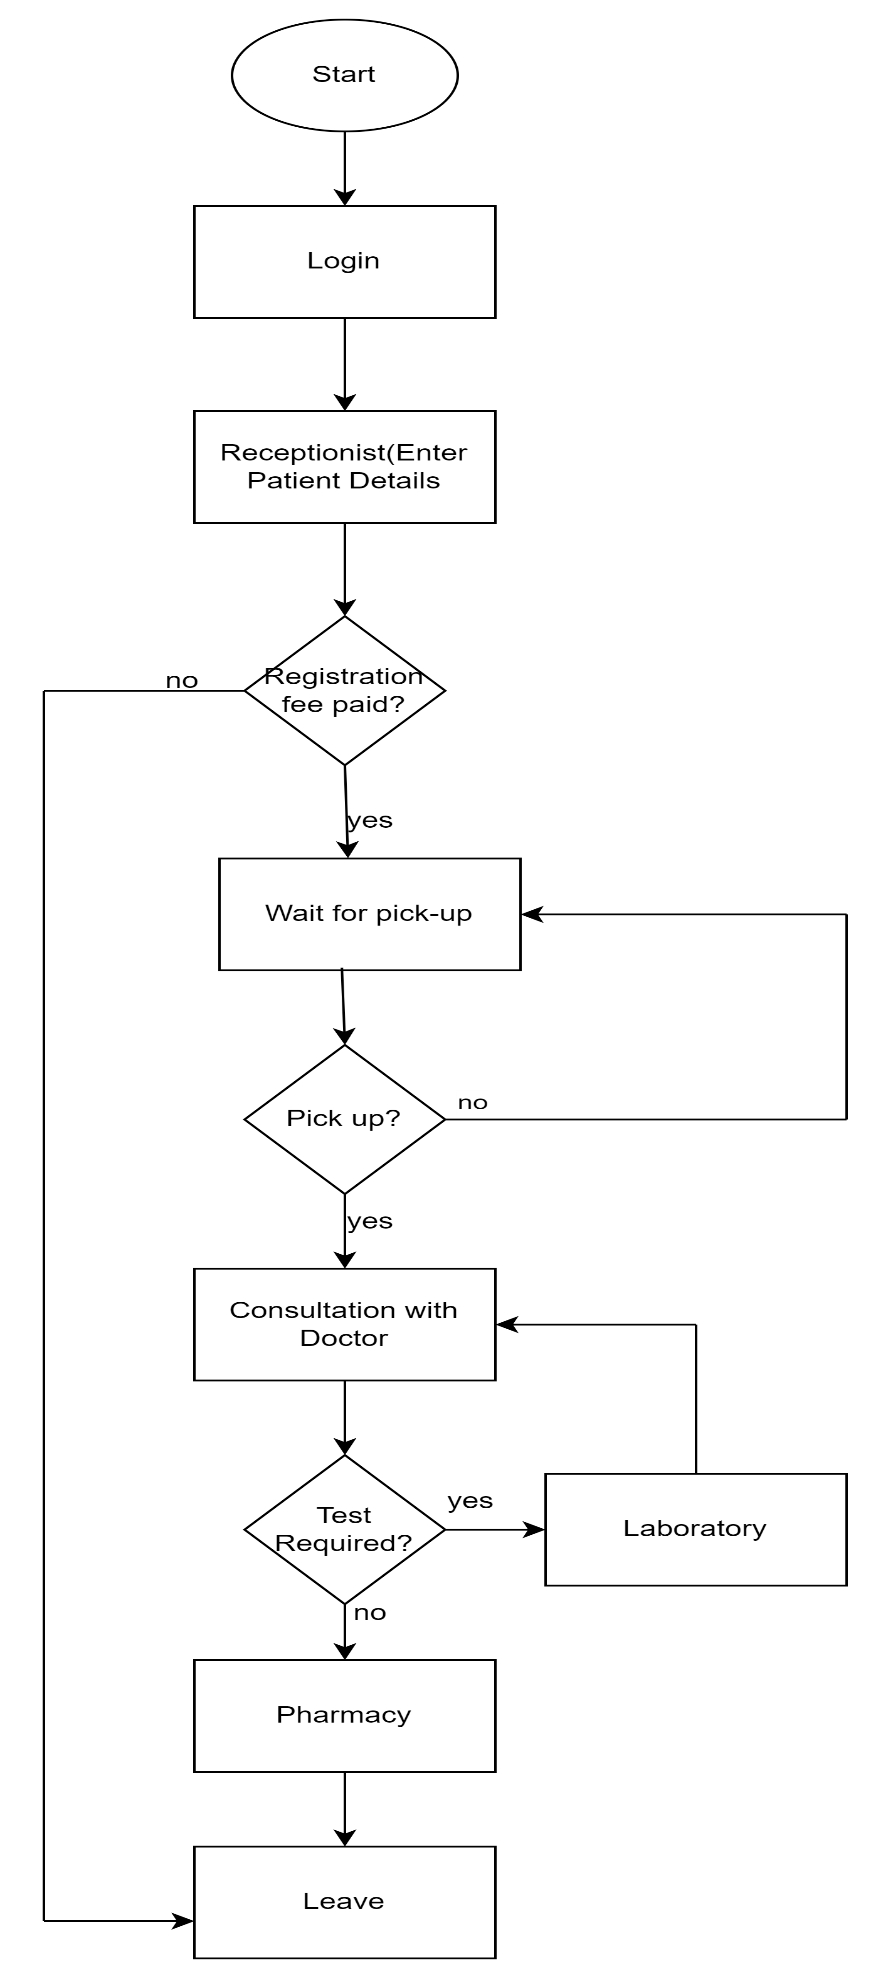 Start
Login
Receptionist(Enter
Patient Details
no
Registration
fee paid?
yes
Wait for pick-up
Pick up?
no
yes
Consultation with
Doctor
Test
Required?
yes
Laboratory
no
Pharmacy
Leave